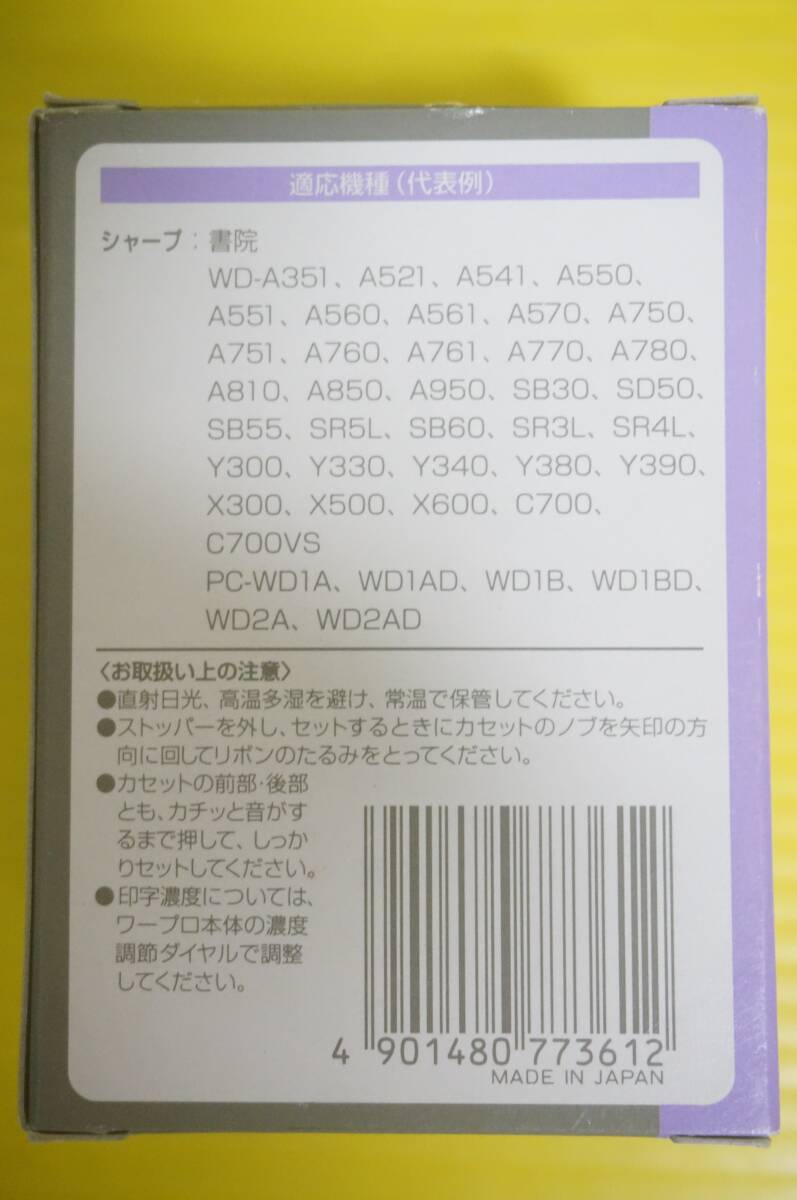 適応機種(代表例)
シャープ:書院
WD-A351、A521、A541、A550、
A551、A560、A561、A570、A750、
A751、A760、A761、A770、A780、
A810、A850、A950、SB30、SD50、
SB55、SR5L、SB60、SR3L、SR4L、
Y300、Y330、Y340、Y380、Y390、
X300、X500、X600、C700、
C700VS
PC-WD1A、WD1AD、WD1B、WD1BD、
WD2A、WD2AD
〈お取扱い上の注意〉
●直射日光、高温多湿を避け、常温で保管してください。
●ストッパーを外し、セットするときにカセットのノブを矢印の方
向に回してリボンのたるみをとってください。
●カセットの前部・後部
とも、カチッと音がす
るまで押して、しっか
りセットしてください。
●印字濃度については、
ワープロ本体の濃度
調節ダイヤルで調整
してください。
4 901480 773612
MADE IN JAPAN